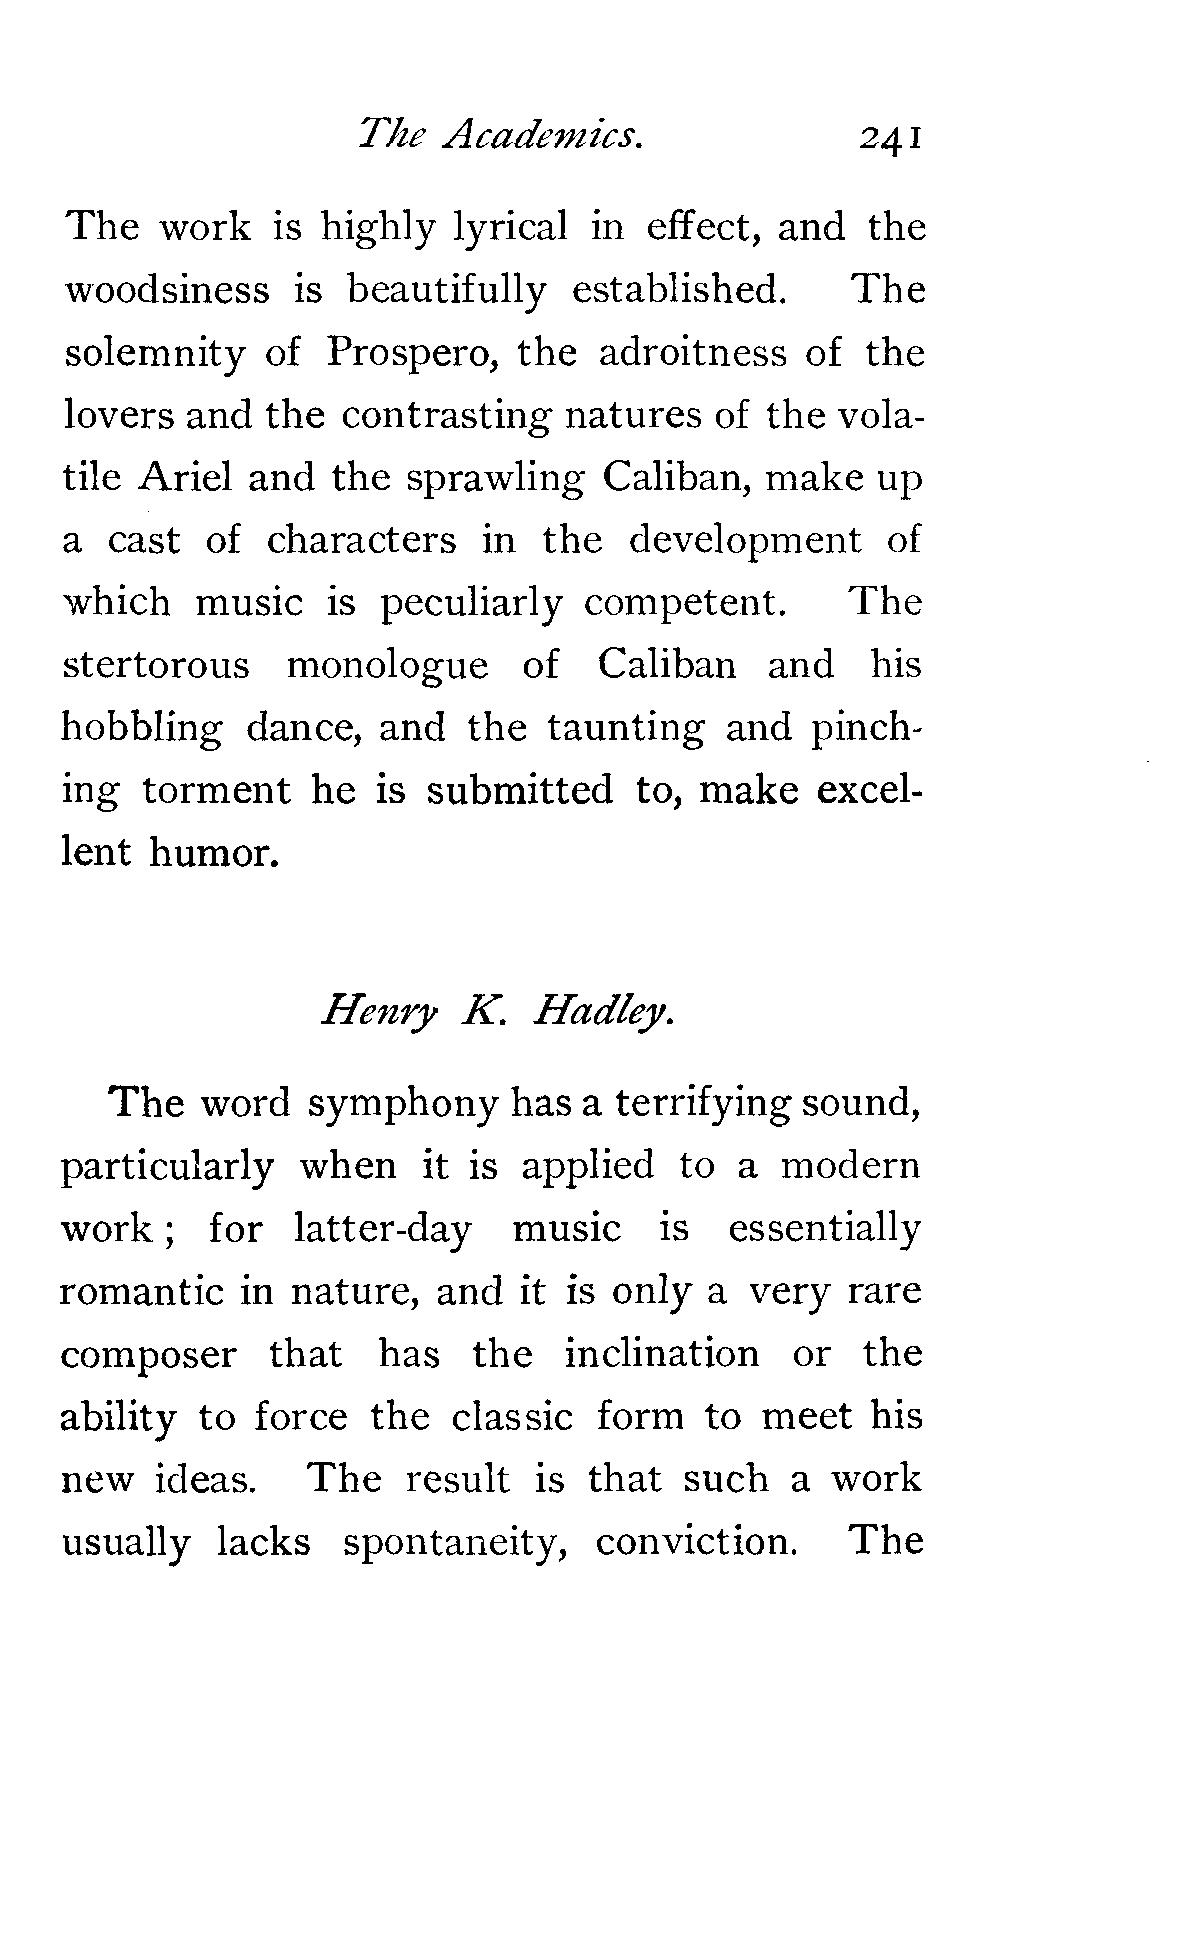 The Academics. 241
The work is highly lyrical in effect, and the
woodsiness is beautifully established. The
solemnity of Prospero, the adroitness of the
lovers and the contrasting natures of the vola-
tile Ariel and the sprawling Caliban, make up
a cast of characters in the development of
which music is peculiarly competent. The
stertorous monologue of Caliban and his
hobbling dance, and the taunting and pinch-
ing torment he is submitted to, make excel-
lent humor.
Henry K. Hadley.
The word symphony has a terrifying sound,
particularly when it is applied to a modern
work ; for latter-day music is essentially
romantic in nature, and it is only a very rare
composer that has the inclination or the
ability to force the classic form to meet his
new ideas. The result is that such a work
usually lacks spontaneity, conviction. The